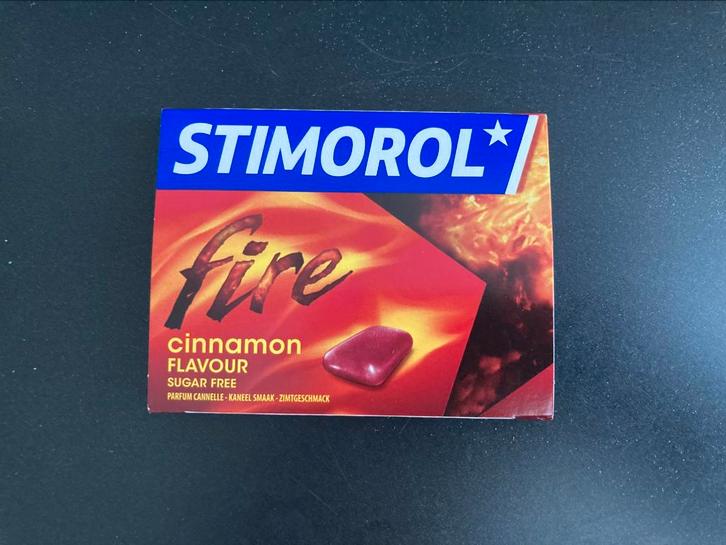 STIMOROL
fire
cinnamon
FLAVOUR
SUGAR FREE
PARFUM CANNELLE - KANEEL SMAAK - ZIMTGESCHMACK